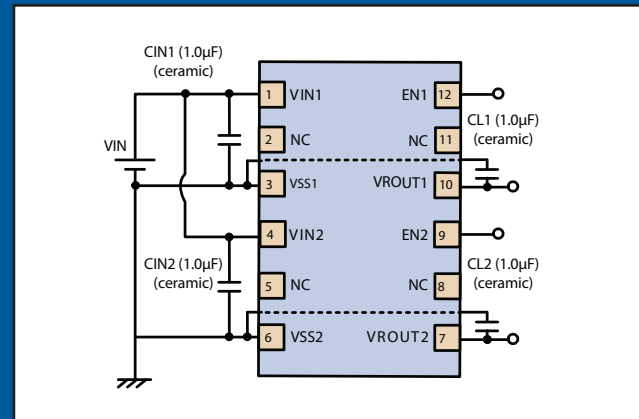 CIN1 (1.0µF)
(ceramic)
1 VIN1
EN1 12
2 NC
NC 11
CL1 (1.0µF)
(ceramic)
VIN
3 VSS1
VROUT1 10
4 VIN2
EN2 9
CIN2 (1.0µF)
(ceramic)
5 NC
NC 8
CL2 (1.0µF)
(ceramic)
6 VSS2
VROUT2 7